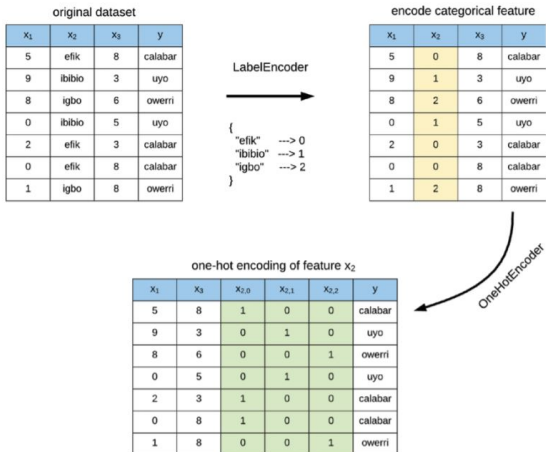 original dataset
x₁ x₂ x₃ y
5 efik 8 calabar
9 ibibio 3 uyo
8 igbo 6 owerri
0 ibibio 5 uyo
2 efik 3 calabar
0 efik 8 calabar
1 igbo 8 owerri
LabelEncoder
{
"efik" ---> 0
"ibibio" ---> 1
"igbo" ---> 2
}
encode categorical feature
x₁ x₂ x₃ y
5 0 8 calabar
9 1 3 uyo
8 2 6 owerri
0 1 5 uyo
2 0 3 calabar
0 0 8 calabar
1 2 8 owerri
OneHotEncoder
one-hot encoding of feature x₂
x₁ x₃ x₂,₀ x₂,₁ x₂,₂ y
5 8 1 0 0 calabar
9 3 0 1 0 uyo
8 6 0 0 1 owerri
0 5 0 1 0 uyo
2 3 1 0 0 calabar
0 8 1 0 0 calabar
1 8 0 0 1 owerri